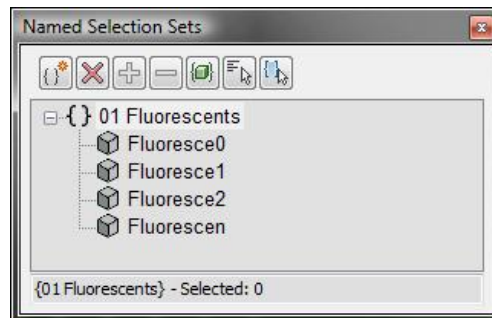 Named Selection Sets
{} 01 Fluorescents
Fluoresce0
Fluoresce1
Fluoresce2
Fluorescen
{01 Fluorescents} - Selected: 0